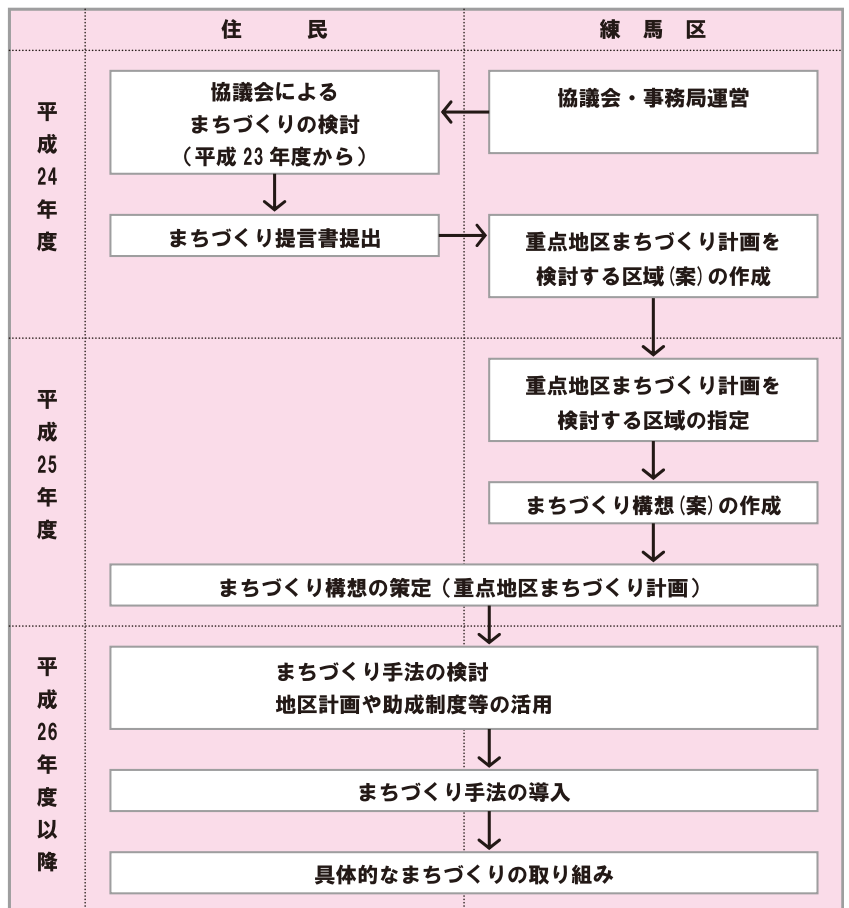 住民
練馬区
平成24年度
協議会による
まちづくりの検討
（平成23年度から）
協議会・事務局運営
まちづくり提言書提出
重点地区まちづくり計画を
検討する区域(案)の作成
平成25年度
重点地区まちづくり計画を
検討する区域の指定
まちづくり構想(案)の作成
まちづくり構想の策定（重点地区まちづくり計画）
平成26年度以降
まちづくり手法の検討
地区計画や助成制度等の活用
まちづくり手法の導入
具体的なまちづくりの取り組み